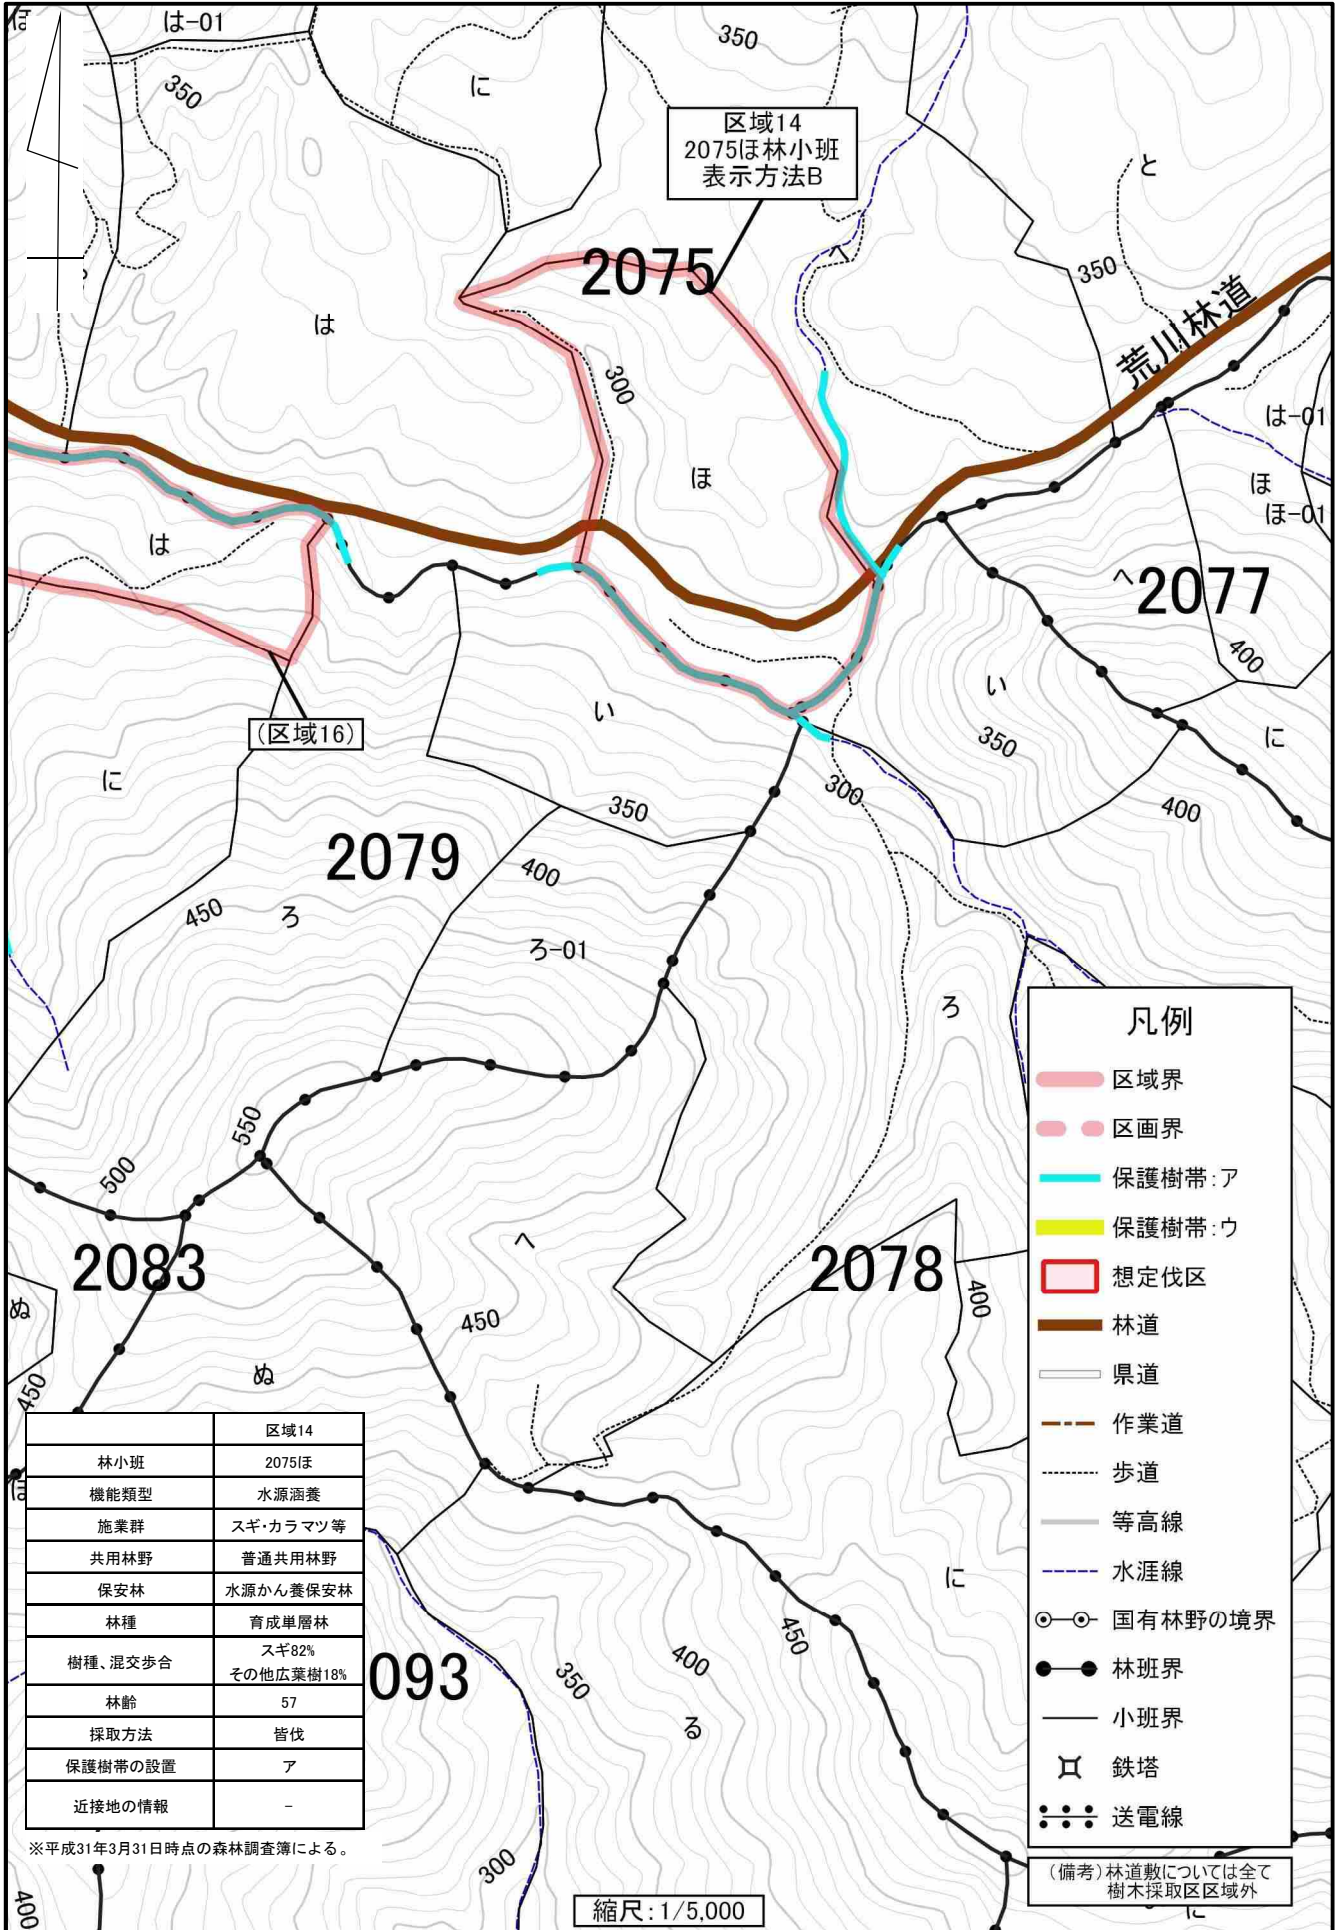 ほ
は-01
に
350
350
区域14
2075ほ林小班
表示方法B
と
へ
350
2075
荒川林道
は
300
は-01
ほ
ほ
ほ-01
は
へ
2077
400
い
い
(区域16)
350
に
に
300
400
350
2079
400
450
ろ
ろ-01
ろ
凡例
区域界
区画界
保護樹帯:ア
保護樹帯:ウ
想定伐区
林道
県道
作業道
歩道
等高線
水涯線
国有林野の境界
林班界
小班界
鉄塔
送電線
(備考)林道敷については全て
樹木採取区区域外
550
500
2083
へ
2078
400
ぬ
450
450
ぬ
区域14
林小班 2075ほ
機能類型 水源涵養
施業群 スギ・カラマツ等
共用林野 普通共用林野
保安林 水源かん養保安林
林種 育成単層林
樹種、混交歩合 スギ82%
その他広葉樹18%
林齢 57
採取方法 皆伐
保護樹帯の設置 ア
近接地の情報 -
※平成31年3月31日時点の森林調査簿による。
093
に
450
400
350
る
300
400
縮尺:1/5,000
に